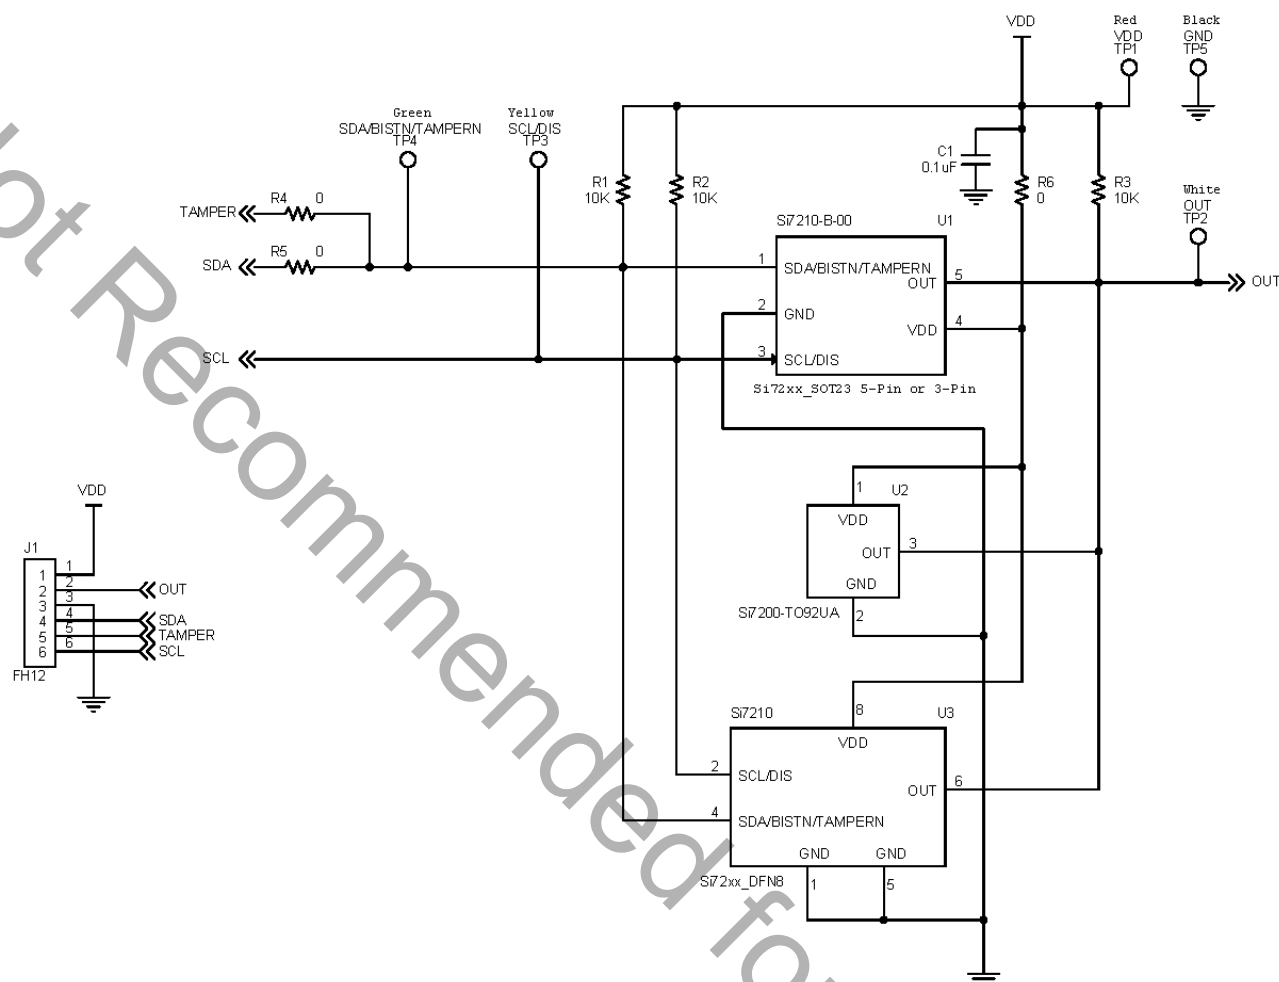 VDD
Red
VDD
TP1
Black
GND
TP5
Green
SDA/BISTN/TAMPERN
TP4
Yellow
SCL/DIS
TP3
C1
0.1uF
R1
10K
R2
10K
R6
0
R3
10K
White
OUT
TP2
TAMPER
R4 0
SDA
R5 0
SCL
Si7210-B-00 U1
1 SDA/BISTN/TAMPERN
OUT 5
OUT
2 GND
VDD 4
3 SCL/DIS
Si72xx_SOT23 5-Pin or 3-Pin
1 U2
VDD
OUT 3
GND
Si7200-TO92UA 2
VDD
J1
1 1
2 2 OUT
3 3
4 4 SDA
5 5 TAMPER
6 6 SCL
FH12
Si7210 8 U3
VDD
2 SCL/DIS
OUT 6
4 SDA/BISTN/TAMPERN
GND GND
Si72xx_DFN8 1 5
ot Recommended for